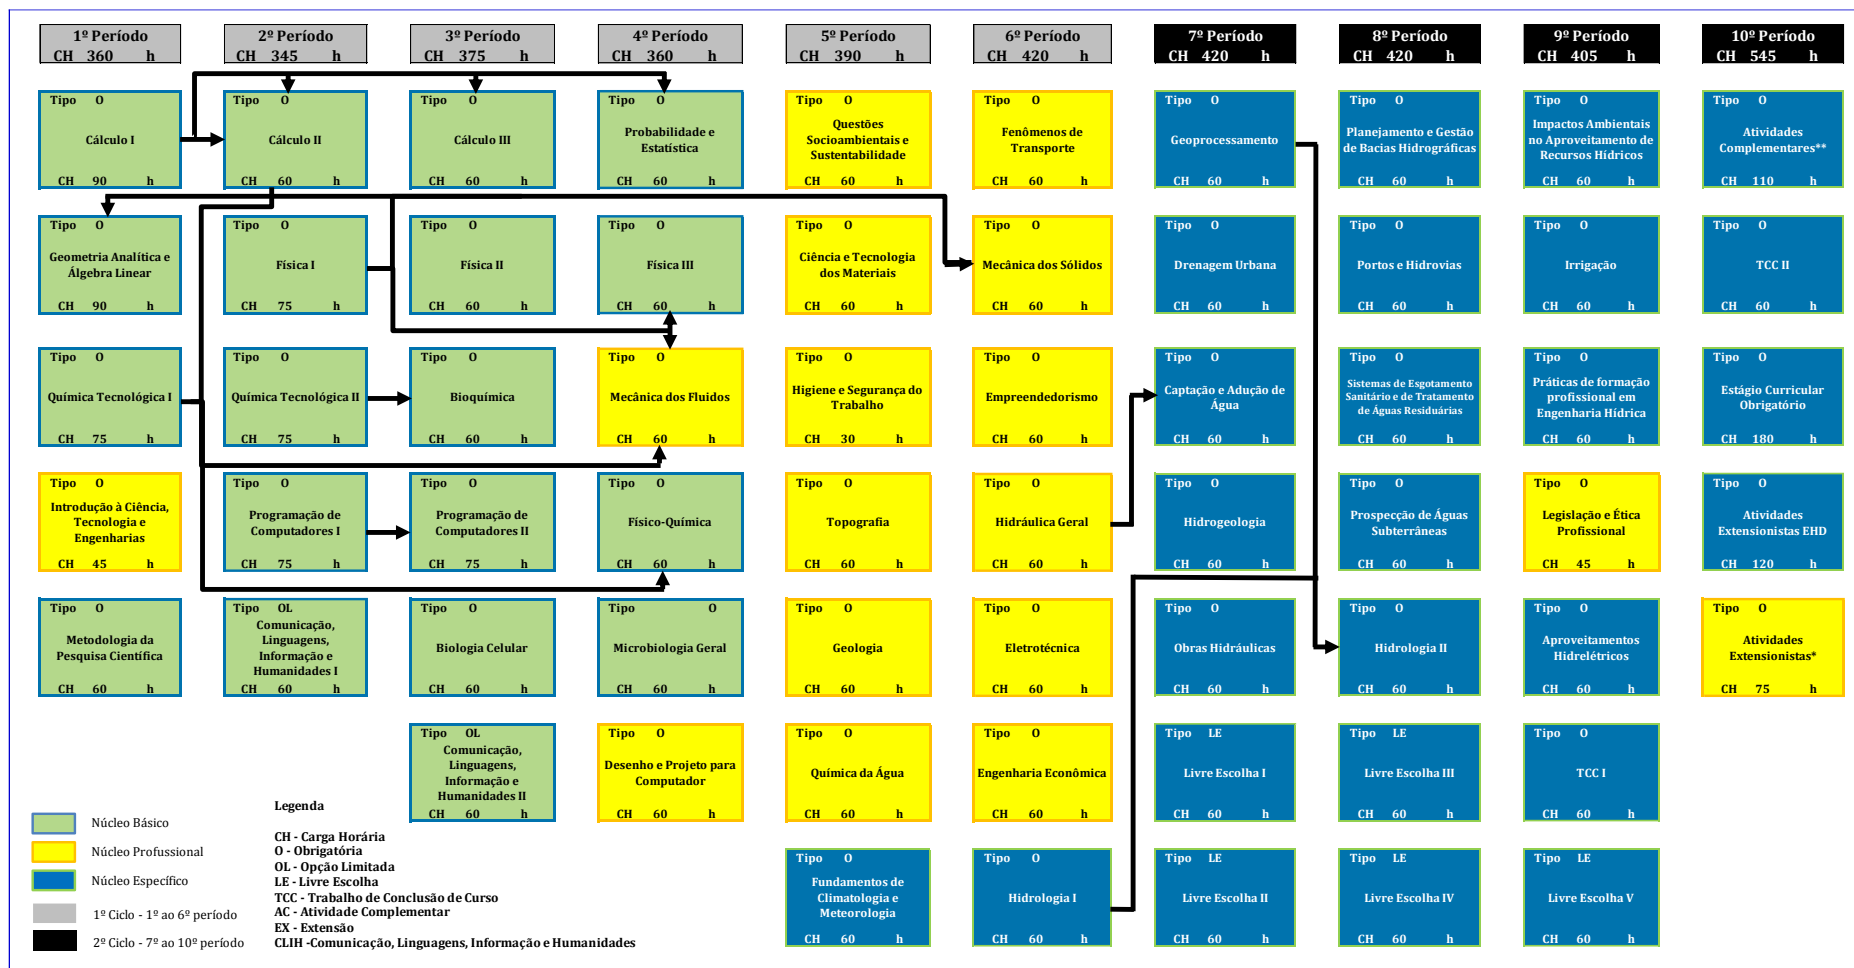 1º Período
CH 360 h
2º Período
CH 345 h
3º Período
CH 375 h
4º Período
CH 360 h
5º Período
CH 390 h
6º Período
CH 420 h
7º Período
CH 420 h
8º Período
CH 420 h
9º Período
CH 405 h
10º Período
CH 545 h
Tipo O
Cálculo I
CH 90 h
Tipo O
Cálculo II
CH 60 h
Tipo O
Cálculo III
CH 60 h
Tipo O
Probabilidade e
Estatística
CH 60 h
Tipo O
Questões
Socioambientais e
Sustentabilidade
CH 60 h
Tipo O
Fenômenos de
Transporte
CH 60 h
Tipo O
Geoprocessamento
CH 60 h
Tipo O
Planejamento e Gestão
de Bacias Hidrográficas
CH 60 h
Tipo O
Impactos Ambientais
no Aproveitamento de
Recursos Hídricos
CH 60 h
Tipo O
Atividades
Complementares**
CH 110 h
Tipo O
Geometria Analítica e
Álgebra Linear
CH 90 h
Tipo O
Física I
CH 75 h
Tipo O
Física II
CH 60 h
Tipo O
Física III
CH 60 h
Tipo O
Ciência e Tecnologia
dos Materiais
CH 60 h
Tipo O
Mecânica dos Sólidos
CH 60 h
Tipo O
Drenagem Urbana
CH 60 h
Tipo O
Portos e Hidrovias
CH 60 h
Tipo O
Irrigação
CH 60 h
Tipo O
TCC II
CH 60 h
Tipo O
Química Tecnológica I
CH 75 h
Tipo O
Química Tecnológica II
CH 75 h
Tipo O
Bioquímica
CH 60 h
Tipo O
Mecânica dos Fluidos
CH 60 h
Tipo O
Higiene e Segurança do
Trabalho
CH 30 h
Tipo O
Empreendedorismo
CH 60 h
Tipo O
Captação e Adução de
Água
CH 60 h
Tipo O
Sistemas de Esgotamento
Sanitário e de Tratamento
de Águas Residuárias
CH 60 h
Tipo O
Práticas de formação
profissional em
Engenharia Hídrica
CH 60 h
Tipo O
Estágio Curricular
Obrigatório
CH 180 h
Tipo O
Introdução à Ciência,
Tecnologia e
Engenharias
CH 45 h
Tipo O
Programação de
Computadores I
CH 75 h
Tipo O
Programação de
Computadores II
CH 75 h
Tipo O
Físico-Química
CH 60 h
Tipo O
Topografia
CH 60 h
Tipo O
Hidráulica Geral
CH 60 h
Tipo O
Hidrogeologia
CH 60 h
Tipo O
Prospecção de Águas
Subterrâneas
CH 60 h
Tipo O
Legislação e Ética
Profissional
CH 45 h
Tipo O
Atividades
Extensionistas EHD
CH 120 h
Tipo O
Metodologia da
Pesquisa Científica
CH 60 h
Tipo OL
Comunicação,
Linguagens,
Informação e
Humanidades I
CH 60 h
Tipo O
Biologia Celular
CH 60 h
Tipo O
Microbiologia Geral
CH 60 h
Tipo O
Geologia
CH 60 h
Tipo O
Eletrotécnica
CH 60 h
Tipo O
Obras Hidráulicas
CH 60 h
Tipo O
Hidrologia II
CH 60 h
Tipo O
Aproveitamentos
Hidrelétricos
CH 60 h
Tipo O
Atividades
Extensionistas*
CH 75 h
Tipo OL
Comunicação,
Linguagens,
Informação e
Humanidades II
CH 60 h
Tipo O
Desenho e Projeto para
Computador
CH 60 h
Tipo O
Química da Água
CH 60 h
Tipo O
Engenharia Econômica
CH 60 h
Tipo LE
Livre Escolha I
CH 60 h
Tipo LE
Livre Escolha III
CH 60 h
Tipo O
TCC I
CH 60 h
Tipo O
Fundamentos de
Climatologia e
Meteorologia
CH 60 h
Tipo O
Hidrologia I
CH 60 h
Tipo LE
Livre Escolha II
CH 60 h
Tipo LE
Livre Escolha IV
CH 60 h
Tipo LE
Livre Escolha V
CH 60 h
Núcleo Básico
Núcleo Profussional
Núcleo Específico
1º Ciclo - 1º ao 6º período
2º Ciclo - 7º ao 10º período
Legenda
CH - Carga Horária
O - Obrigatória
OL - Opção Limitada
LE - Livre Escolha
TCC - Trabalho de Conclusão de Curso
AC - Atividade Complementar
EX - Extensão
CLIH -Comunicação, Linguagens, Informação e Humanidades